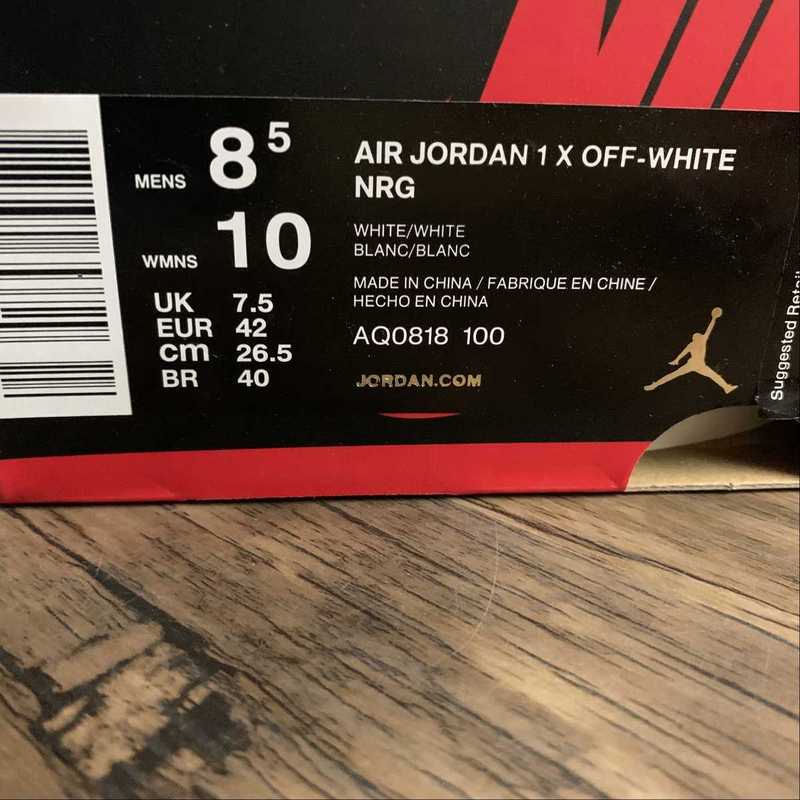 MENS 8 5
WMNS 10
UK 7.5
EUR 42
cm 26.5
BR 40
AIR JORDAN 1 X OFF-WHITE
NRG
WHITE/WHITE
BLANC/BLANC
MADE IN CHINA / FABRIQUE EN CHINE /
HECHO EN CHINA
AQ0818 100
JORDAN.COM
Suggested Retail